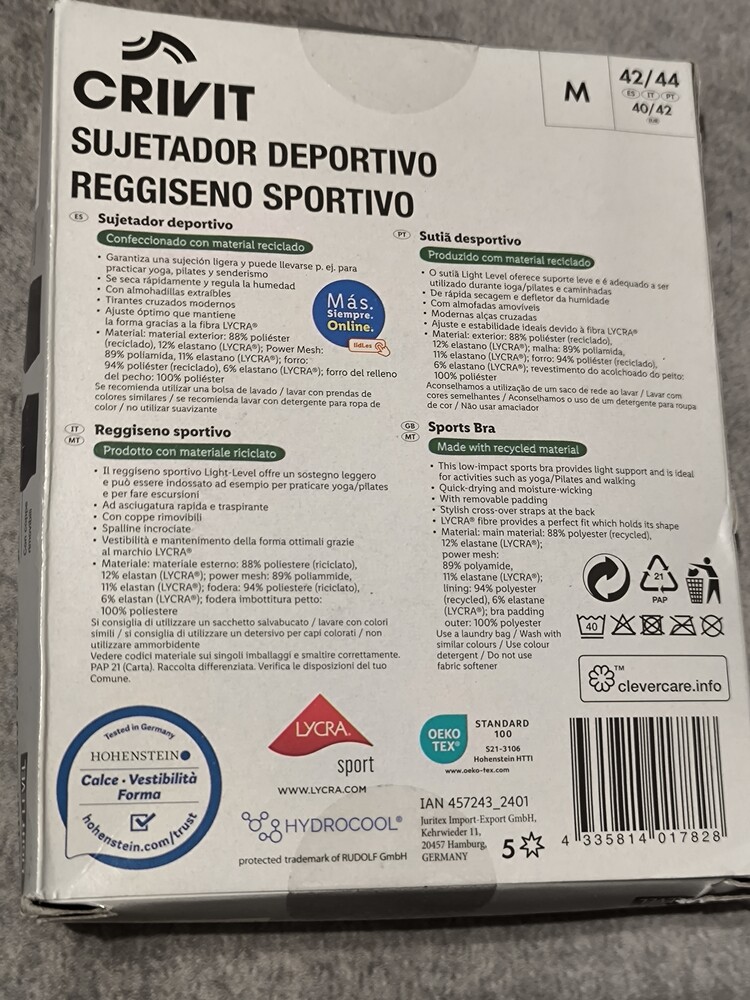 CRIVIT
M
42/44
ES IT PT
40/42
SUJETADOR DEPORTIVO
REGGISENO SPORTIVO
ES Sujetador deportivo
Confeccionado con material reciclado
• Garantiza una sujeción ligera y puede llevarse p. ej. para
practicar yoga, pilates y senderismo
• Se seca rápidamente y regula la humedad
• Con almohadillas extraíbles
• Tirantes cruzados modernos
• Ajuste óptimo que mantiene
la forma gracias a la fibra LYCRA®
• Material: material exterior: 88% poliéster
(reciclado), 12% elastano (LYCRA®); Power Mesh:
89% poliamida, 11% elastano (LYCRA®); forro:
94% poliéster (reciclado), 6% elastano (LYCRA®); forro del relleno
del pecho: 100% poliéster
Se recomienda utilizar una bolsa de lavado / lavar con prendas de
colores similares / se recomienda lavar con detergente para ropa de
color / no utilizar suavizante
Más.
Siempre.
Online.
lidl.es
PT Sutiã desportivo
Produzido com material reciclado
• O sutiã Light Level oferece suporte leve e é adequado a ser
utilizado durante ioga/pilates e caminhadas
• De rápida secagem e defletor da humidade
• Com almofadas amovíveis
• Modernas alças cruzadas
• Ajuste e estabilidade ideais devido à fibra LYCRA®
• Material: exterior: 88% poliéster (reciclado),
12% elastano (LYCRA®); malha: 89% poliamida,
11% elastano (LYCRA®); forro: 94% poliéster (reciclado),
6% elastano (LYCRA®); revestimento do acolchoado do peito:
100% poliéster
Aconselhamos a utilização de um saco de rede ao lavar / Lavar com
cores semelhantes / Aconselhamos o uso de um detergente para roupa
de cor / Não usar amaciador
IT MT Reggiseno sportivo
Prodotto con materiale riciclato
• Il reggiseno sportivo Light-Level offre un sostegno leggero
e può essere indossato ad esempio per praticare yoga/pilates
e per fare escursioni
• Ad asciugatura rapida e traspirante
• Con coppe rimovibili
• Spalline incrociate
• Vestibilità e mantenimento della forma ottimali grazie
al marchio LYCRA®
• Materiale: materiale esterno: 88% poliestere (riciclato),
12% elastan (LYCRA®); power mesh: 89% poliammide,
11% elastan (LYCRA®); fodera: 94% poliestere (riciclato),
6% elastan (LYCRA®); fodera imbottitura petto:
100% poliestere
Si consiglia di utilizzare un sacchetto salvabucato / lavare con colori
simili / si consiglia di utilizzare un detersivo per capi colorati / non
utilizzare ammorbidente
Vedere codici materiale sui singoli imballaggi e smaltire correttamente.
PAP 21 (Carta). Raccolta differenziata. Verifica le disposizioni del tuo
Comune.
GB MT Sports Bra
Made with recycled material
• This low-impact sports bra provides light support and is ideal
for activities such as yoga/Pilates and walking
• Quick-drying and moisture-wicking
• With removable padding
• Stylish cross-over straps at the back
• LYCRA® fibre provides a perfect fit which holds its shape
• Material: main material: 88% polyester (recycled),
12% elastane (LYCRA®);
power mesh:
89% polyamide,
11% elastane (LYCRA®);
lining: 94% polyester
(recycled), 6% elastane
(LYCRA®); bra padding
outer: 100% polyester
Use a laundry bag / Wash with
similar colours / Use colour
detergent / Do not use
fabric softener
21
PAP
40
TM
clevercare.info
Tested in Germany
HOHENSTEIN
Calce • Vestibilità
Forma
hohenstein.com/trust
LYCRA®
sport
WWW.LYCRA.COM
HYDROCOOL®
protected trademark of RUDOLF GmbH
OEKO
TEX®
STANDARD
100
S21-3106
Hohenstein HTTI
www.oeko-tex.com
IAN 457243_2401
Juritex Import-Export GmbH,
Kehrwieder 11,
20457 Hamburg,
GERMANY
5
4 335814 017828